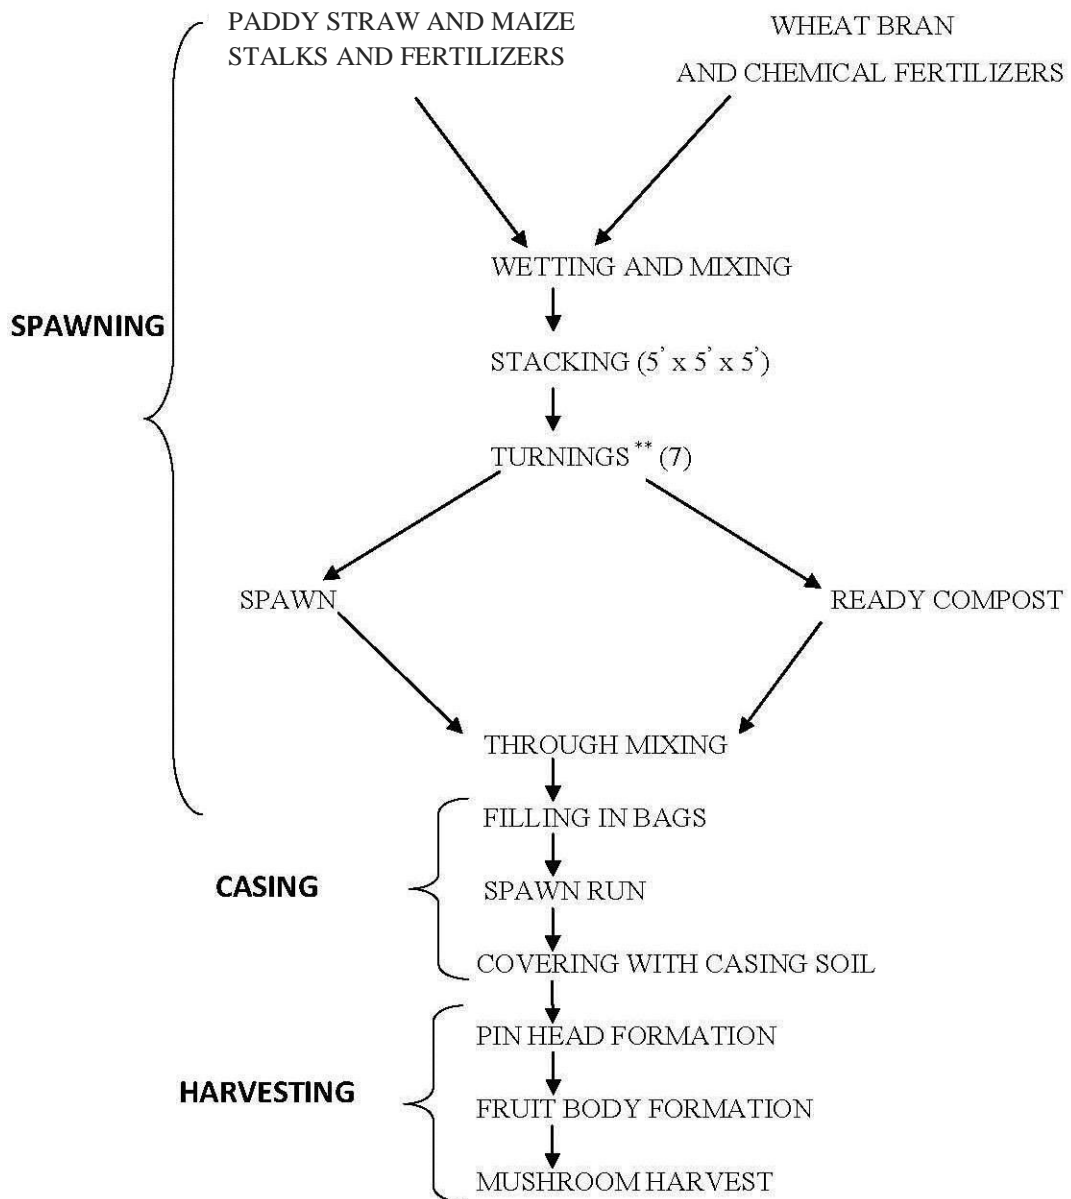 PADDY STRAW AND MAIZE
STALKS AND FERTILIZERS
WHEAT BRAN
AND CHEMICAL FERTILIZERS
WETTING AND MIXING
SPAWNING
STACKING (5' x 5' x 5')
TURNINGS ** (7)
SPAWN
READY COMPOST
THROUGH MIXING
FILLING IN BAGS
CASING
SPAWN RUN
COVERING WITH CASING SOIL
PIN HEAD FORMATION
HARVESTING
FRUIT BODY FORMATION
MUSHROOM HARVEST